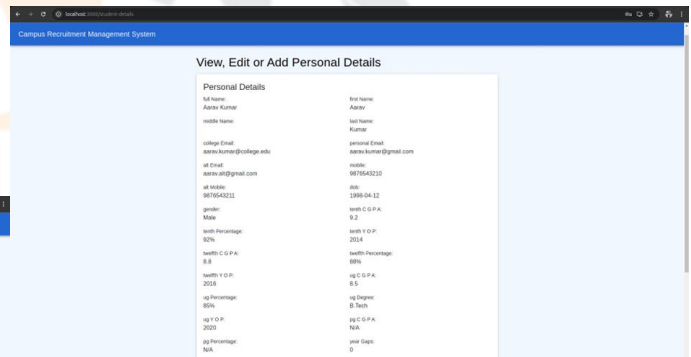 localhost:3000/student-details
Campus Recruitment Management System
View, Edit or Add Personal Details
Personal Details
full Name:
Aarav Kumar
first Name:
Aarav
middle Name:
last Name:
Kumar
college Email:
aarav.kumar@college.edu
personal Email:
aarav.kumar@gmail.com
alt Email:
aarav.alt@gmail.com
mobile:
9876543210
alt Mobile:
9876543211
dob:
1998-04-12
gender:
Male
tenth C G P A:
9.2
tenth Percentage:
92%
tenth Y O P:
2014
twelfth C G P A:
8.8
twelfth Percentage:
88%
twelfth Y O P:
2016
ug C G P A:
8.5
ug Percentage:
85%
ug Degree:
B.Tech
ug Y O P:
2020
pg C G P A:
N/A
pg Percentage:
N/A
year Gaps:
0